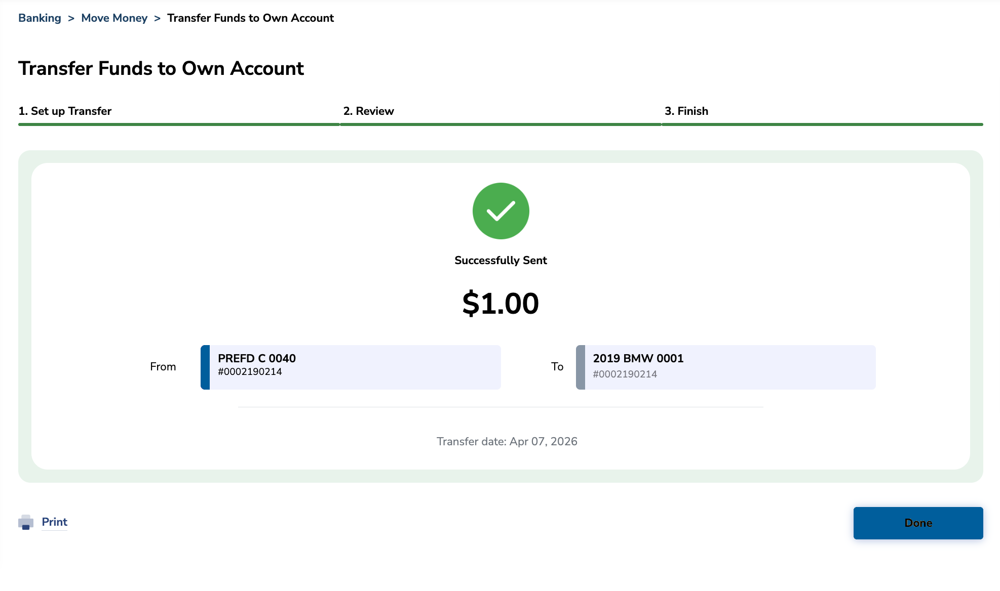 Banking > Move Money > Transfer Funds to Own Account
Transfer Funds to Own Account
1. Set up Transfer
2. Review
3. Finish
Successfully Sent
$1.00
From
PREFD C 0040
#0002190214
To
2019 BMW 0001
#0002190214
Transfer date: Apr 07, 2026
Print
Done